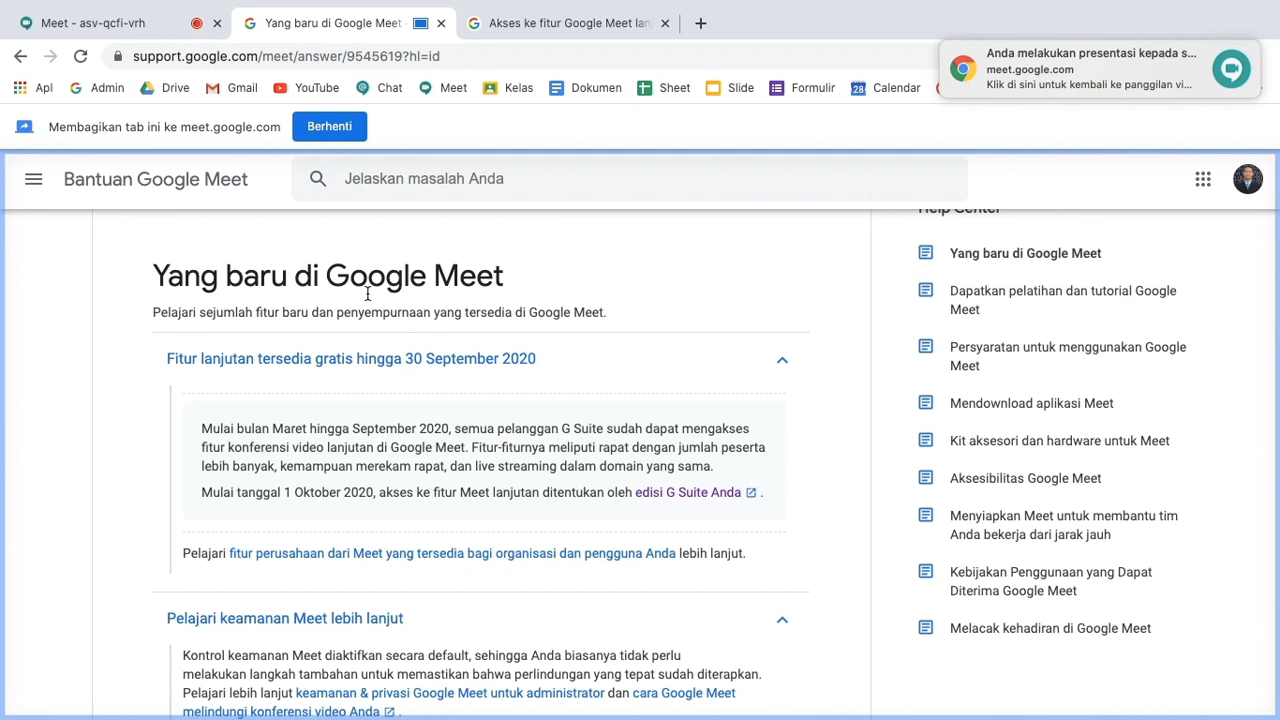 Meet - asv-qcfi-vrh
Yang baru di Google Meet
Akses ke fitur Google Meet lan
support.google.com/meet/answer/9545619?hl=id
Anda melakukan presentasi kepada s...
meet.google.com
Klik di sini untuk kembali ke panggilan vi...
Apl Admin Drive Gmail YouTube Chat Meet Kelas Dokumen Sheet Slide Formulir Calendar
Membagikan tab ini ke meet.google.com Berhenti
Bantuan Google Meet
Jelaskan masalah Anda
Yang baru di Google Meet
Pelajari sejumlah fitur baru dan penyempurnaan yang tersedia di Google Meet.
Fitur lanjutan tersedia gratis hingga 30 September 2020
Mulai bulan Maret hingga September 2020, semua pelanggan G Suite sudah dapat mengakses
fitur konferensi video lanjutan di Google Meet. Fitur-fiturnya meliputi rapat dengan jumlah peserta
lebih banyak, kemampuan merekam rapat, dan live streaming dalam domain yang sama.
Mulai tanggal 1 Oktober 2020, akses ke fitur Meet lanjutan ditentukan oleh edisi G Suite Anda .
Pelajari fitur perusahaan dari Meet yang tersedia bagi organisasi dan pengguna Anda lebih lanjut.
Pelajari keamanan Meet lebih lanjut
Kontrol keamanan Meet diaktifkan secara default, sehingga Anda biasanya tidak perlu
melakukan langkah tambahan untuk memastikan bahwa perlindungan yang tepat sudah diterapkan.
Pelajari lebih lanjut keamanan & privasi Google Meet untuk administrator dan cara Google Meet
melindungi konferensi video Anda .
Help Center
Yang baru di Google Meet
Dapatkan pelatihan dan tutorial Google
Meet
Persyaratan untuk menggunakan Google
Meet
Mendownload aplikasi Meet
Kit aksesori dan hardware untuk Meet
Aksesibilitas Google Meet
Menyiapkan Meet untuk membantu tim
Anda bekerja dari jarak jauh
Kebijakan Penggunaan yang Dapat
Diterima Google Meet
Melacak kehadiran di Google Meet